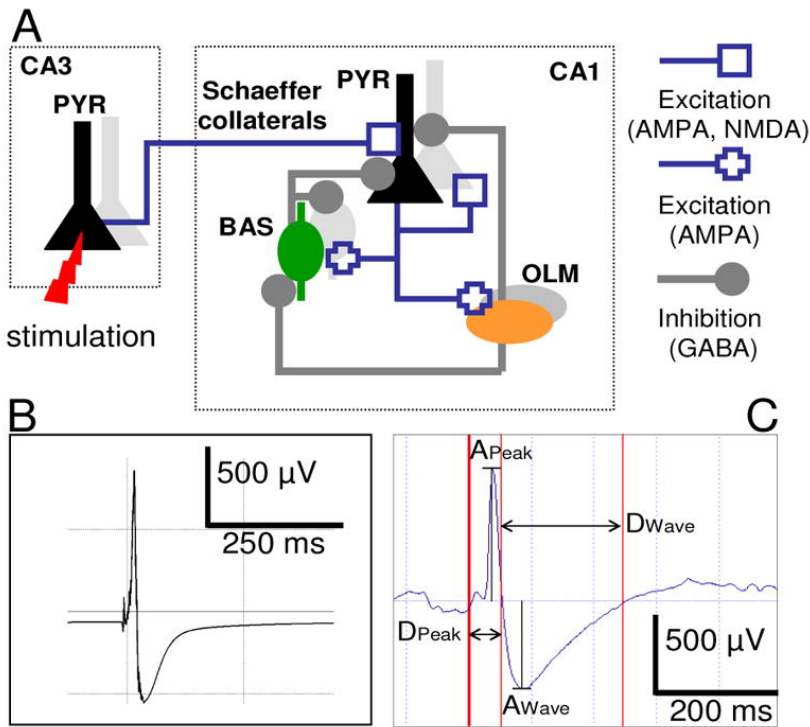 A
CA3
PYR
stimulation
Schaeffer
collaterals
PYR
CA1
BAS
OLM
Excitation
(AMPA, NMDA)
Excitation
(AMPA)
Inhibition
(GABA)
B
500 µV
250 ms
C
APeak
DWave
DPeak
AWave
500 µV
200 ms